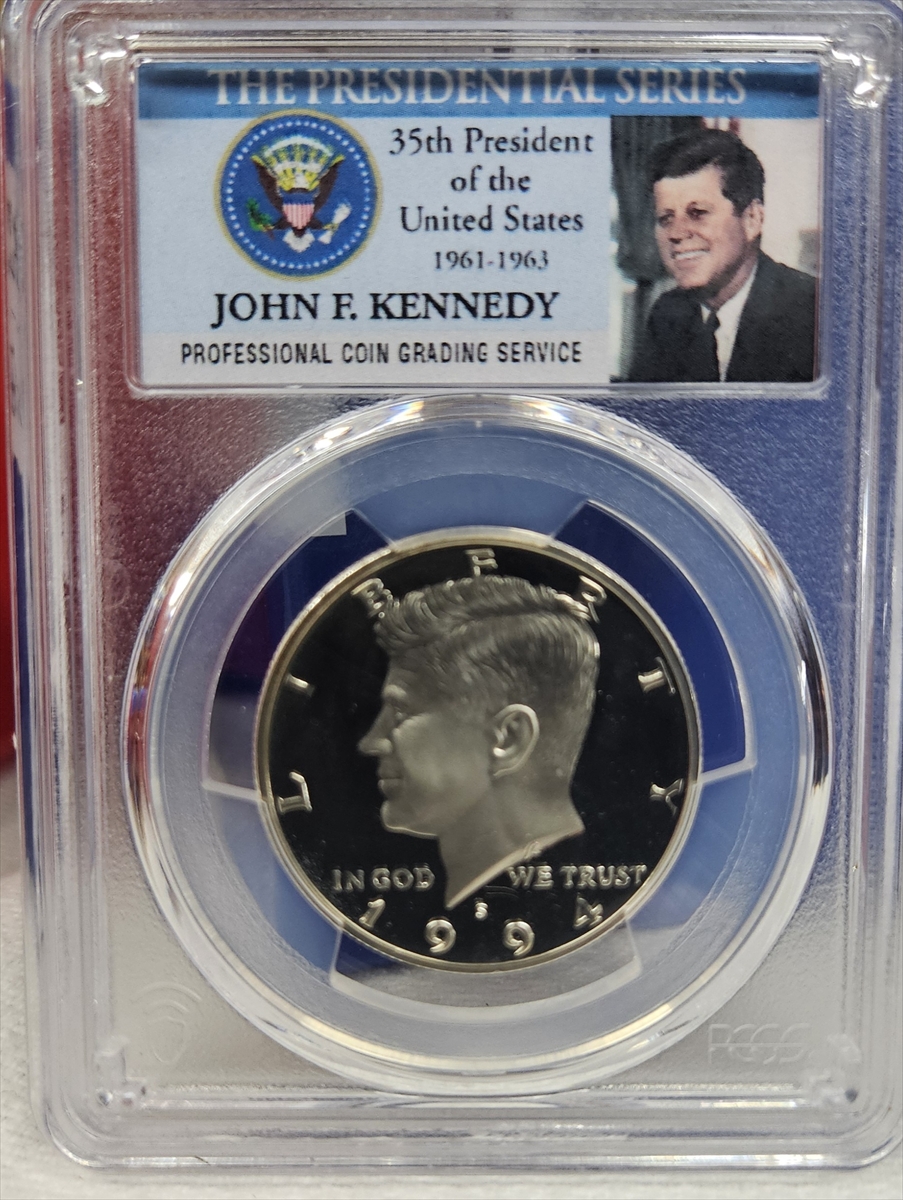 THE PRESIDENTIAL SERIES
35th President
of the
United States
1961-1963
JOHN F. KENNEDY
PROFESSIONAL COIN GRADING SERVICE
LIBERTY
IN GOD WE TRUST
S
1994
PCGS